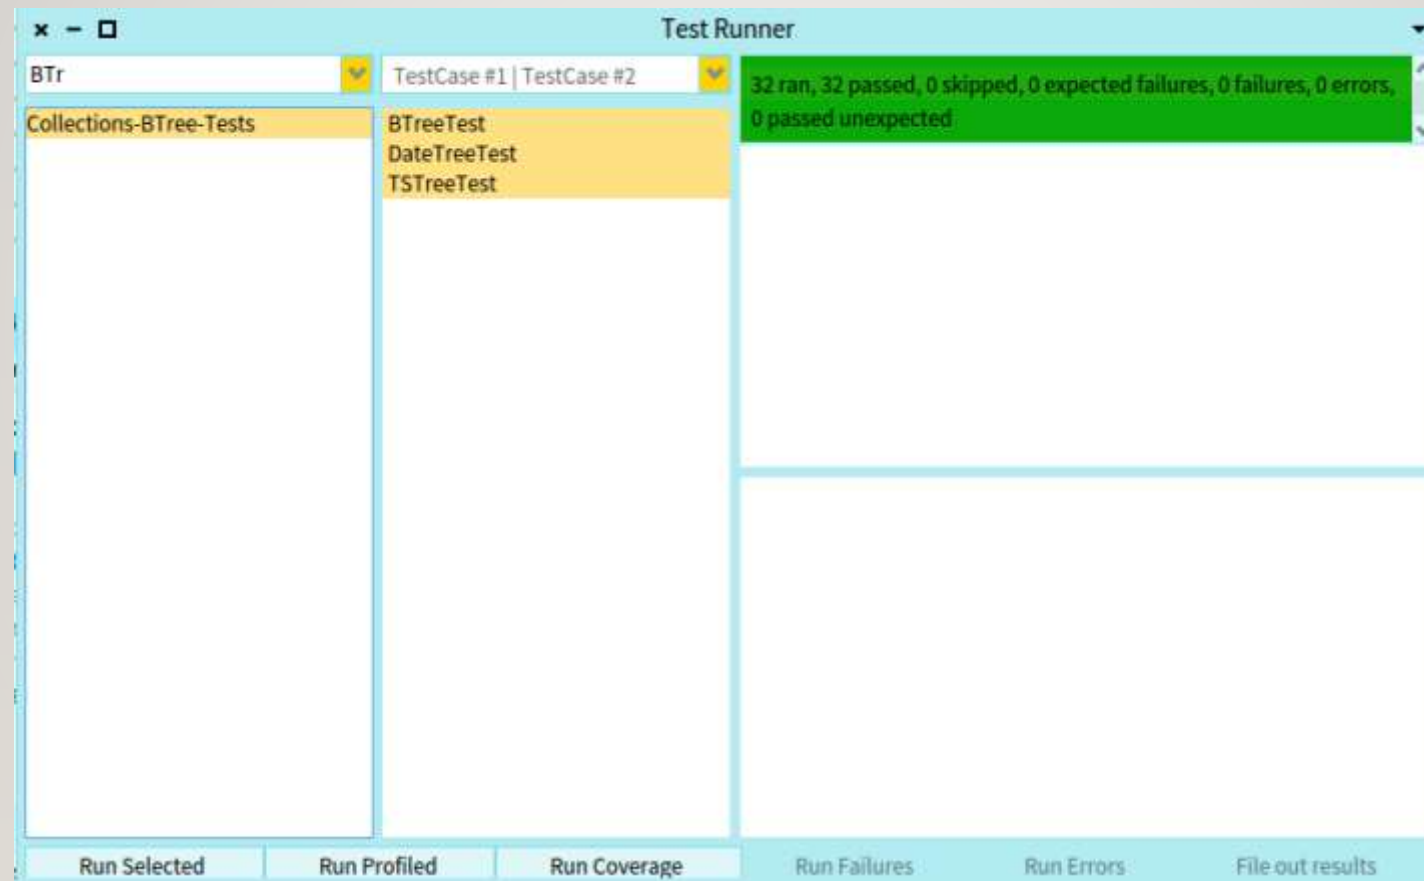 Test Runner
BTr
TestCase #1 | TestCase #2
32 ran, 32 passed, 0 skipped, 0 expected failures, 0 failures, 0 errors,
0 passed unexpected
Collections-BTree-Tests
BTreeTest
DateTreeTest
TSTreeTest
Run Selected
Run Profiled
Run Coverage
Run Failures
Run Errors
File out results